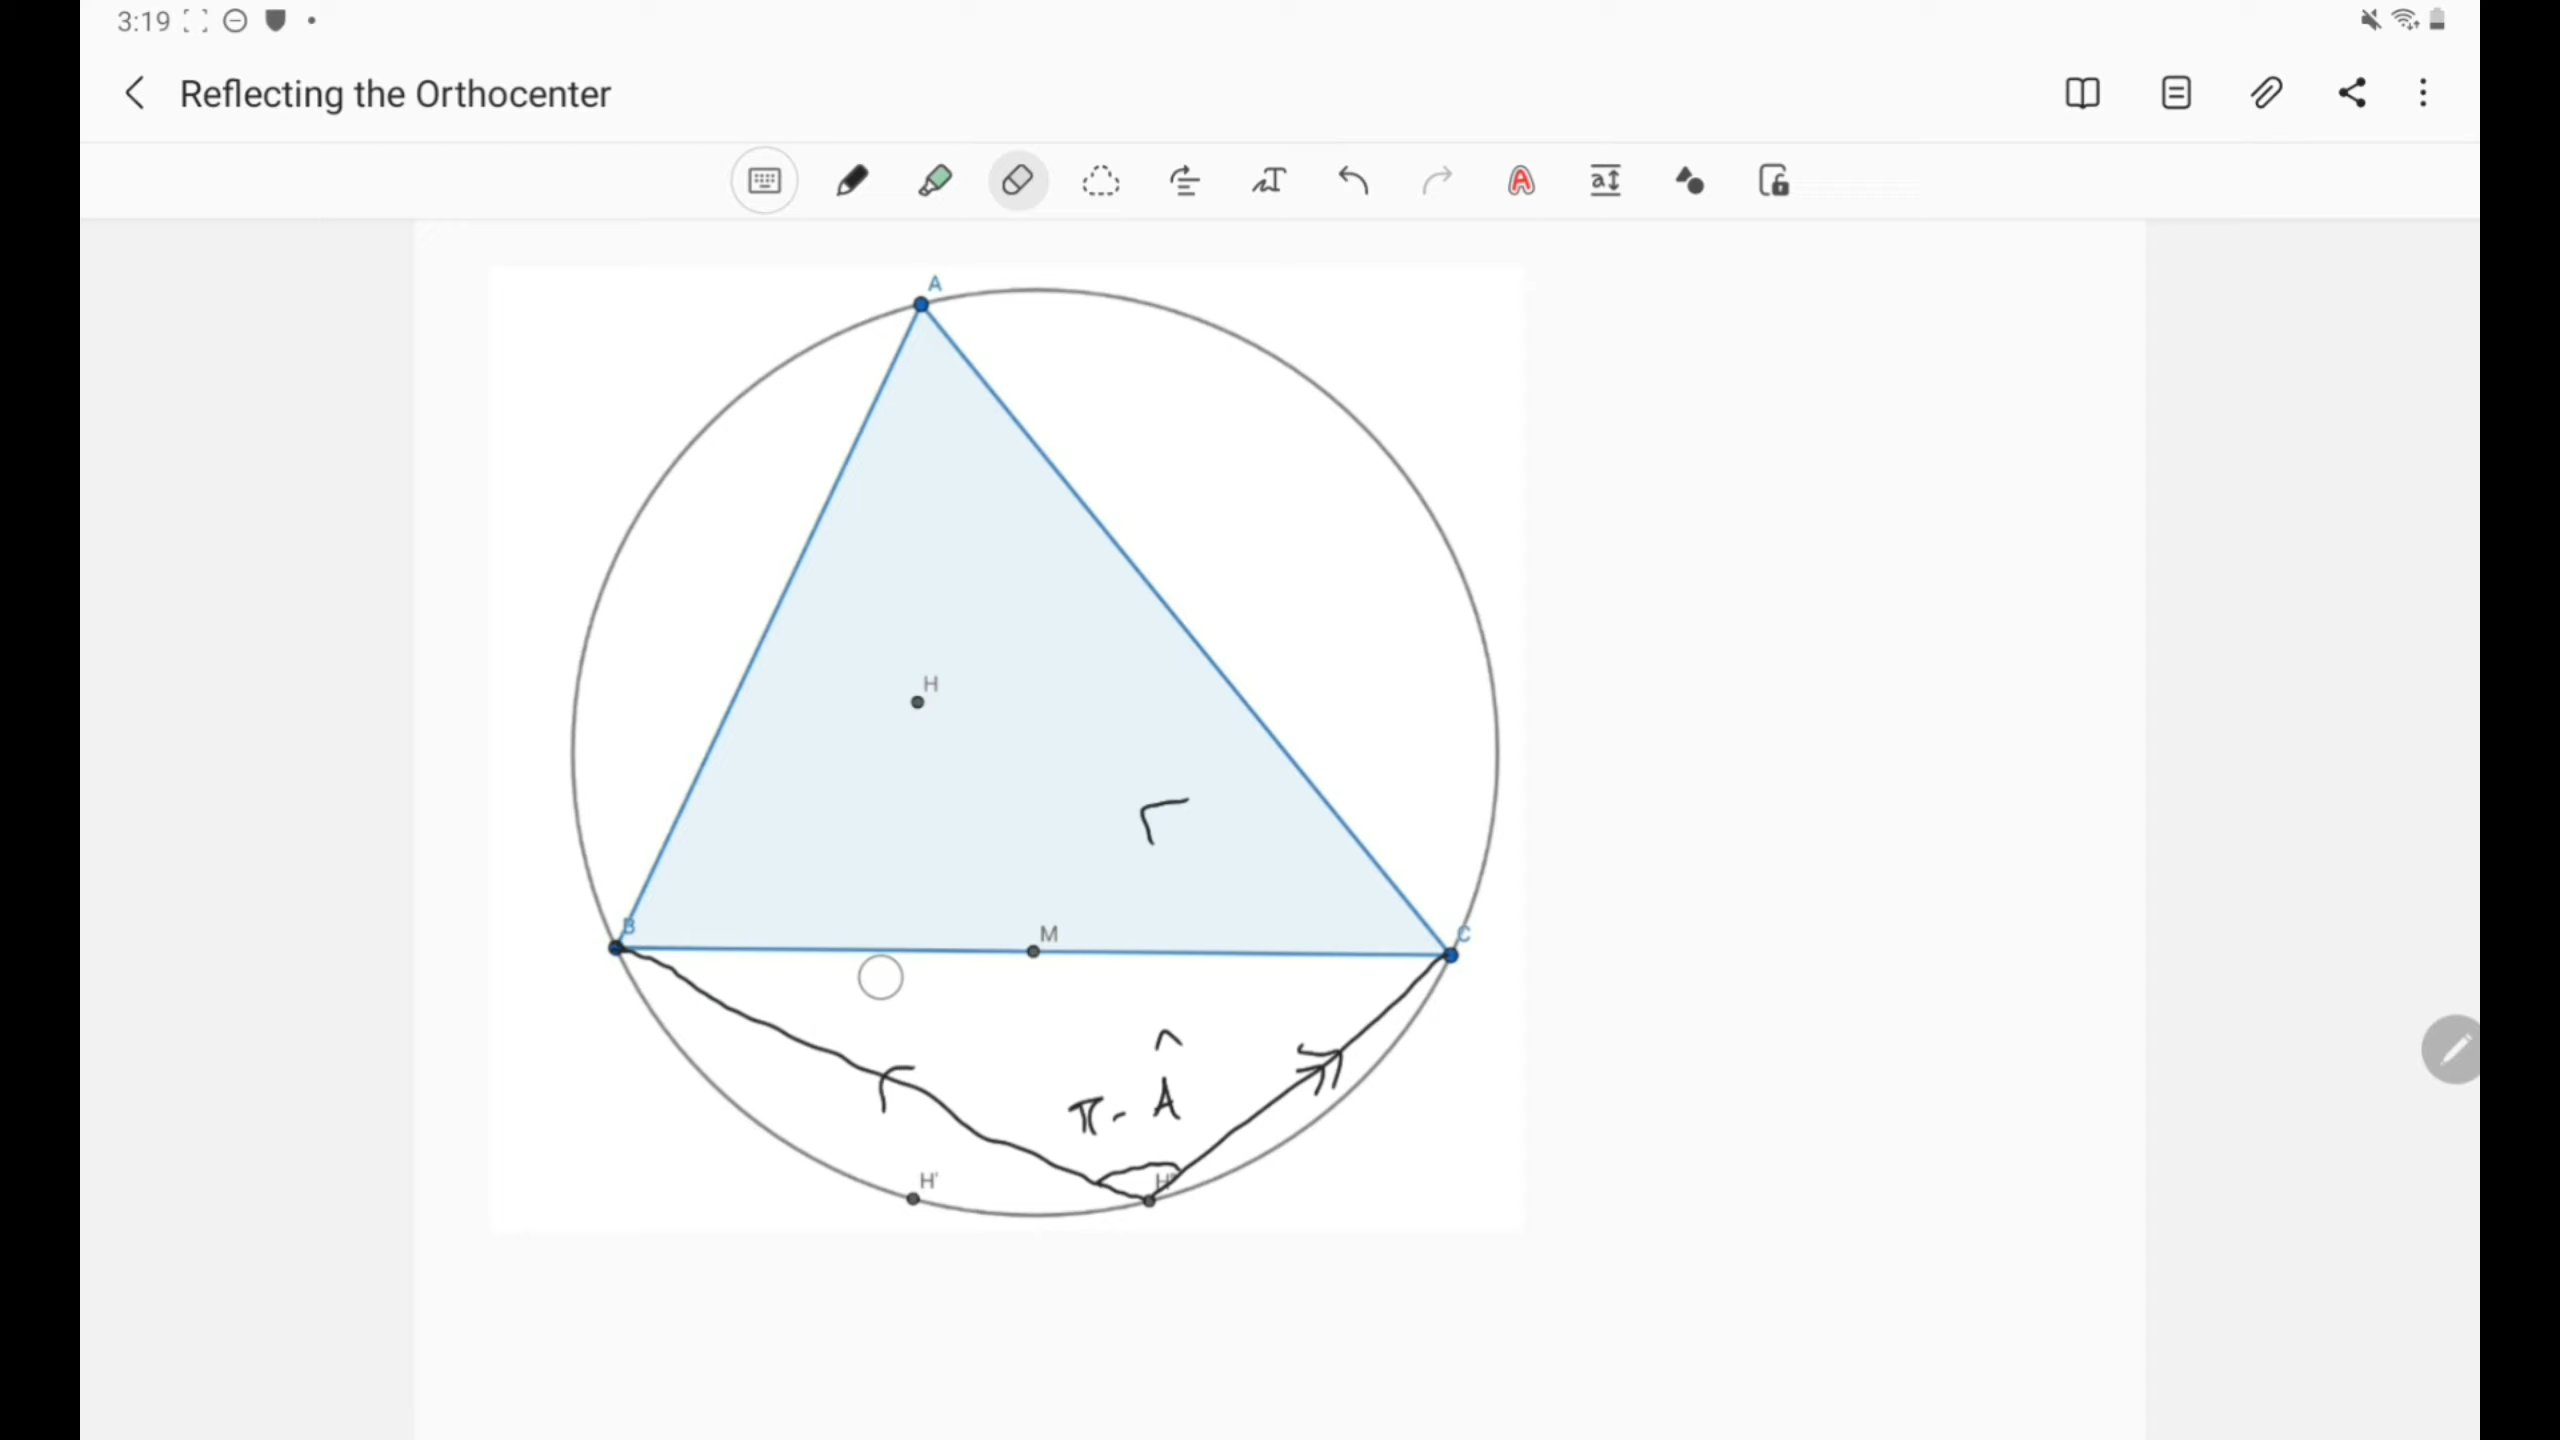 3:19
Reflecting the Orthocenter
A
H
B
M
C
π - Â
H'
H''